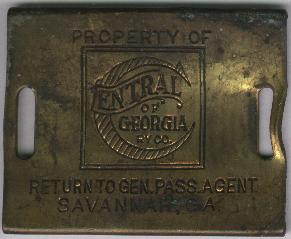 PROPERTY OF
CENTRAL
OF
GEORGIA
RY. CO.
RETURN TO GEN. PASS. AGENT
SAVANNAH, GA.